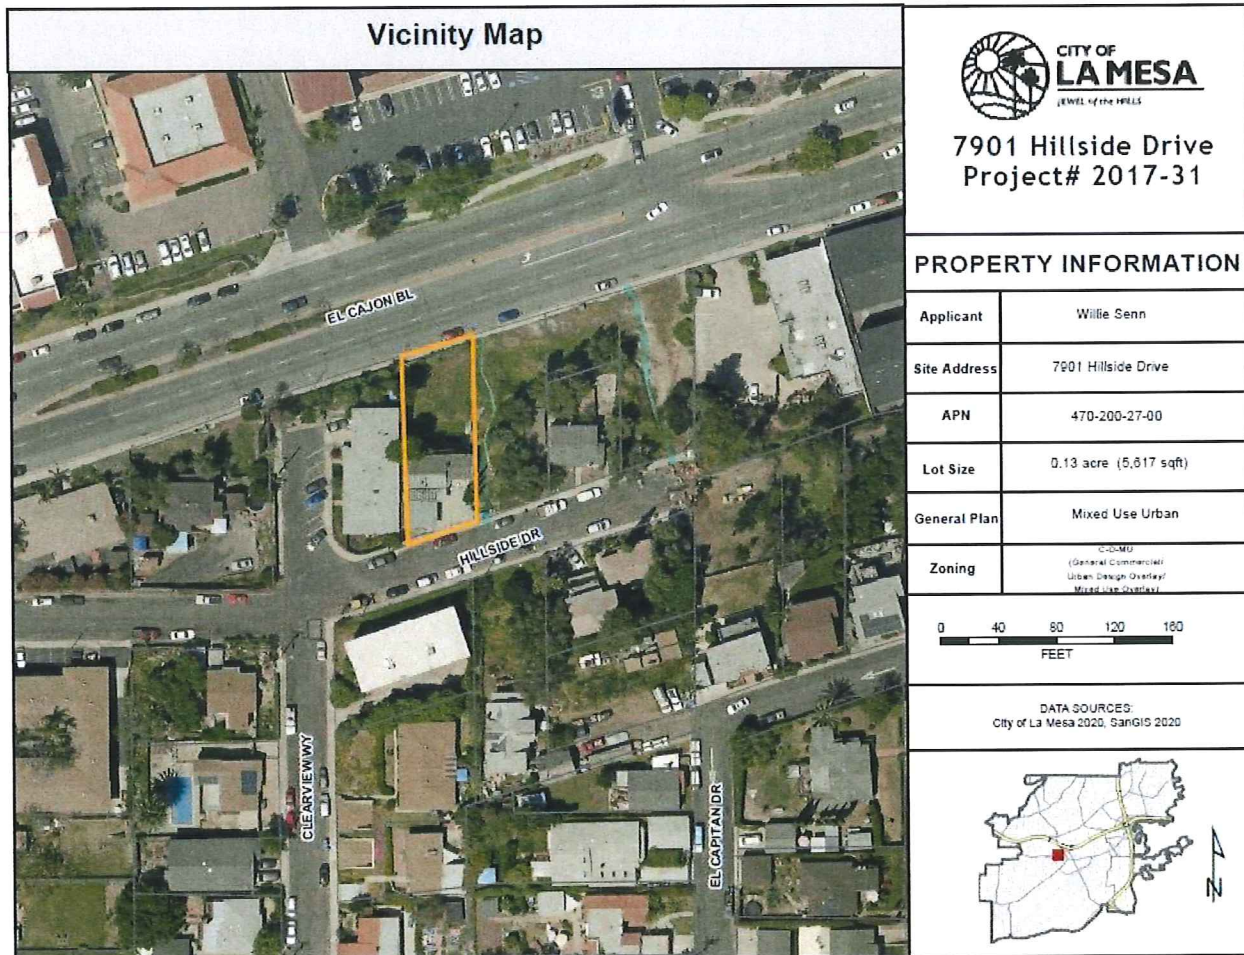 Vicinity Map
EL CAJON BL
HILLSIDE DR
CLEARVIEW WY
EL CAPITAN DR
CITY OF
LA MESA
JEWEL of the HILLS
7901 Hillside Drive
Project# 2017-31
PROPERTY INFORMATION
Applicant
Willie Senn
Site Address
7901 Hillside Drive
APN
470-200-27-00
Lot Size
0.13 acre (5,617 sqft)
General Plan
Mixed Use Urban
Zoning
C-D-MU
(General Commercial/
Urban Design Overlay/
Mixed Use Overlay)
0 40 80 120 160
FEET
DATA SOURCES:
City of La Mesa 2020, SanGIS 2020
N